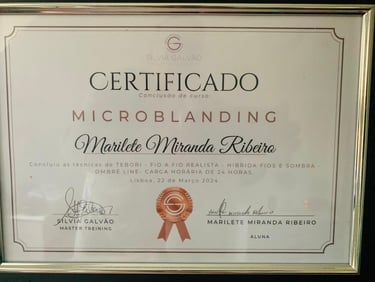 SILVIA GALVÃO
CERTIFICADO
Conclusão de curso:
MICROBLANDING
Marilete Miranda Ribeiro
Concluiu as técnicas de TEBORI - FIO A FIO REALISTA - HIBRIDA FIOS E SOMBRA -
OMBRE LINE- CARGA HORÁRIA DE 24 HORAS.
Lisboa, 22 de Março 2024
SILVIA GALVÃO
MASTER TREINING
MARILETE MIRANDA RIBEIRO
ALUNA